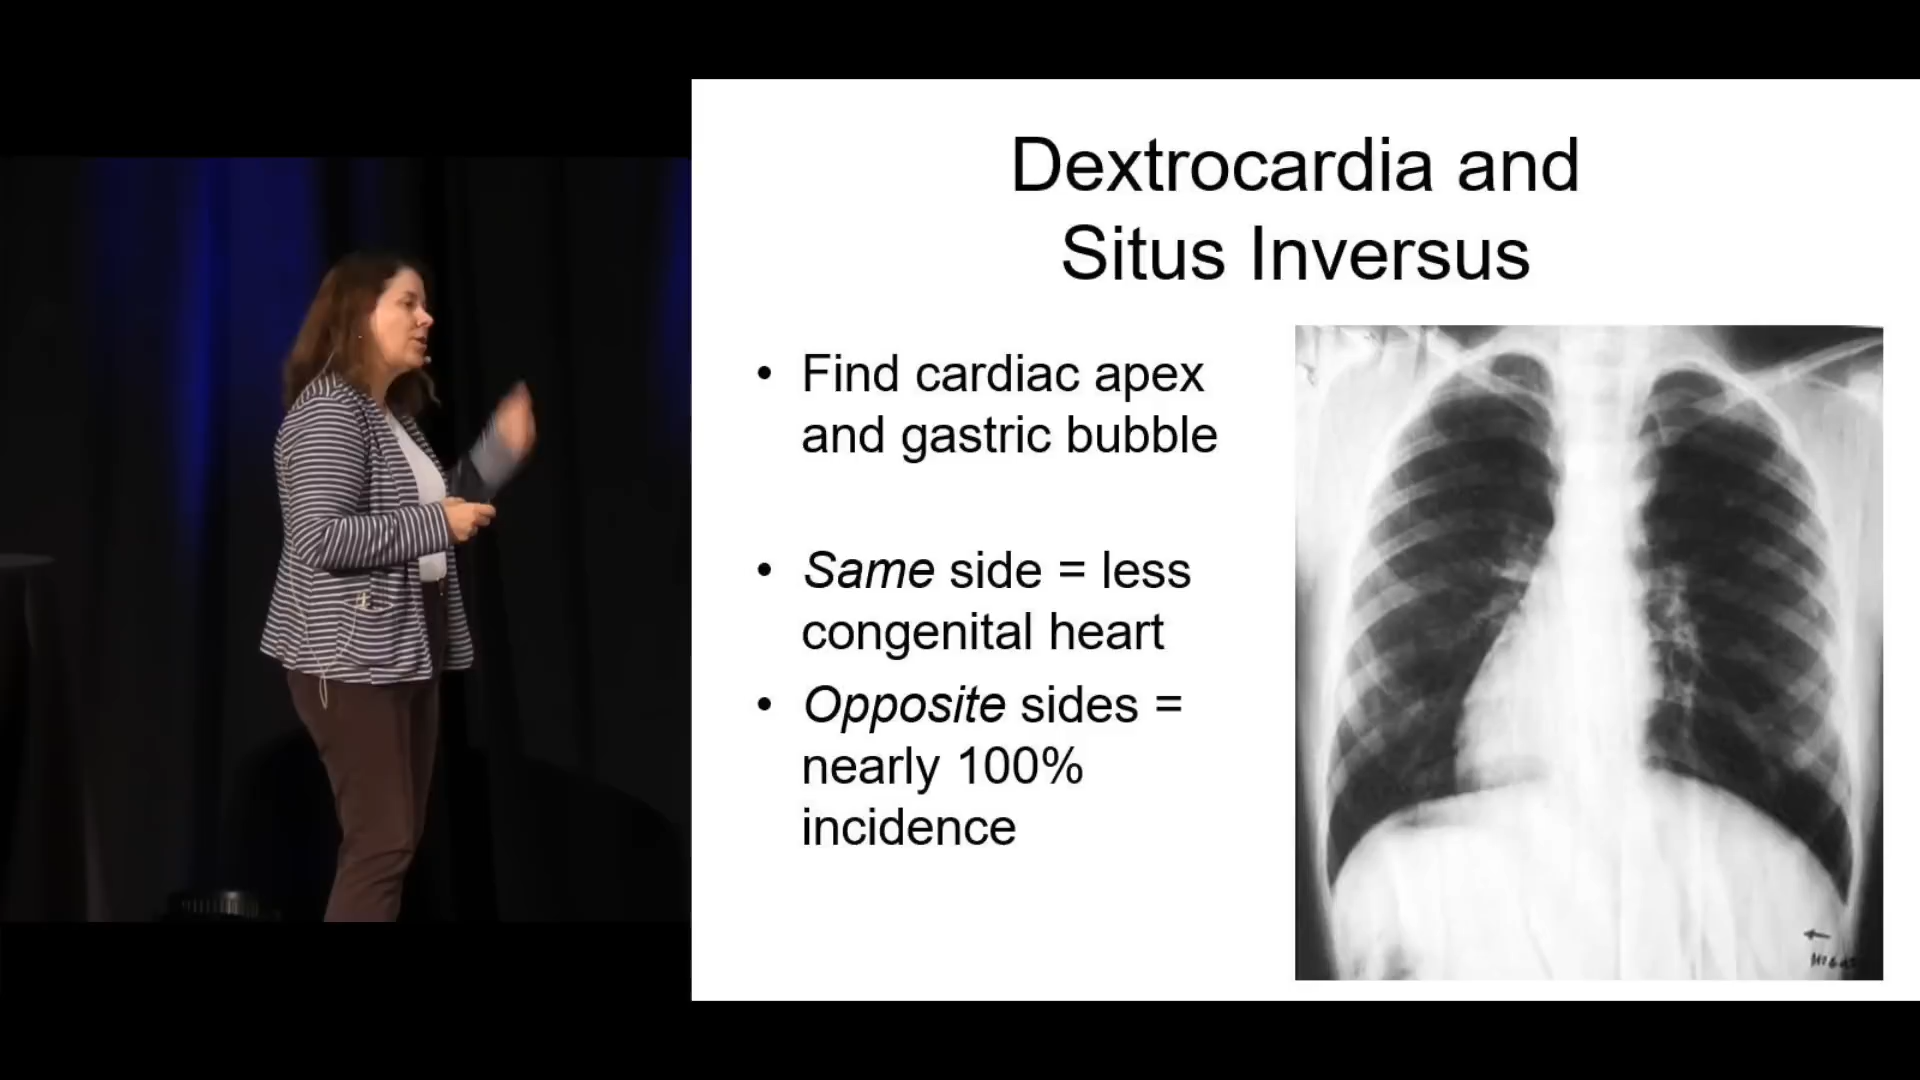 Dextrocardia and
Situs Inversus
• Find cardiac apex
and gastric bubble
• Same side = less
congenital heart
• Opposite sides =
nearly 100%
incidence